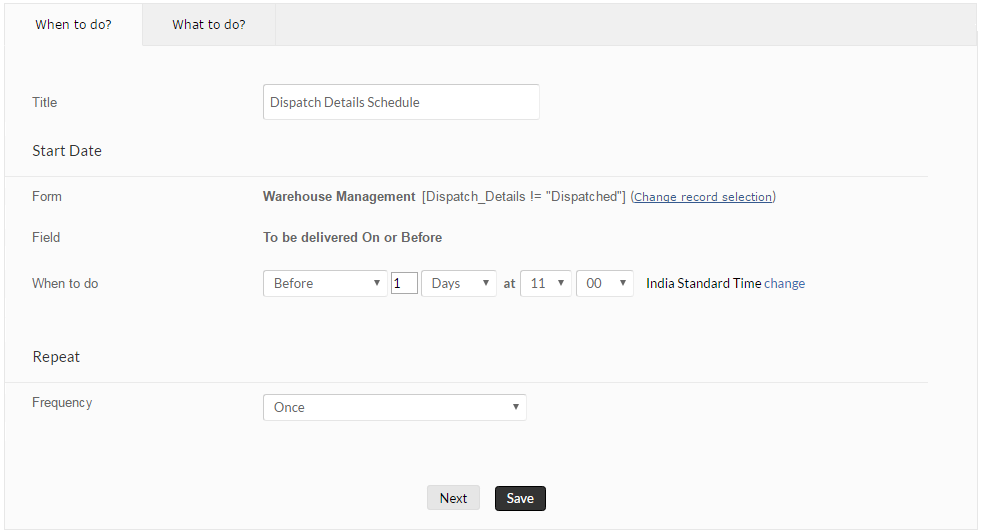 When to do? What to do?
Title Dispatch Details Schedule
Start Date
Form Warehouse Management [Dispatch_Details != "Dispatched"] (Change record selection)
Field To be delivered On or Before
When to do Before 1 Days at 11 00 India Standard Time change
Repeat
Frequency Once
Next Save